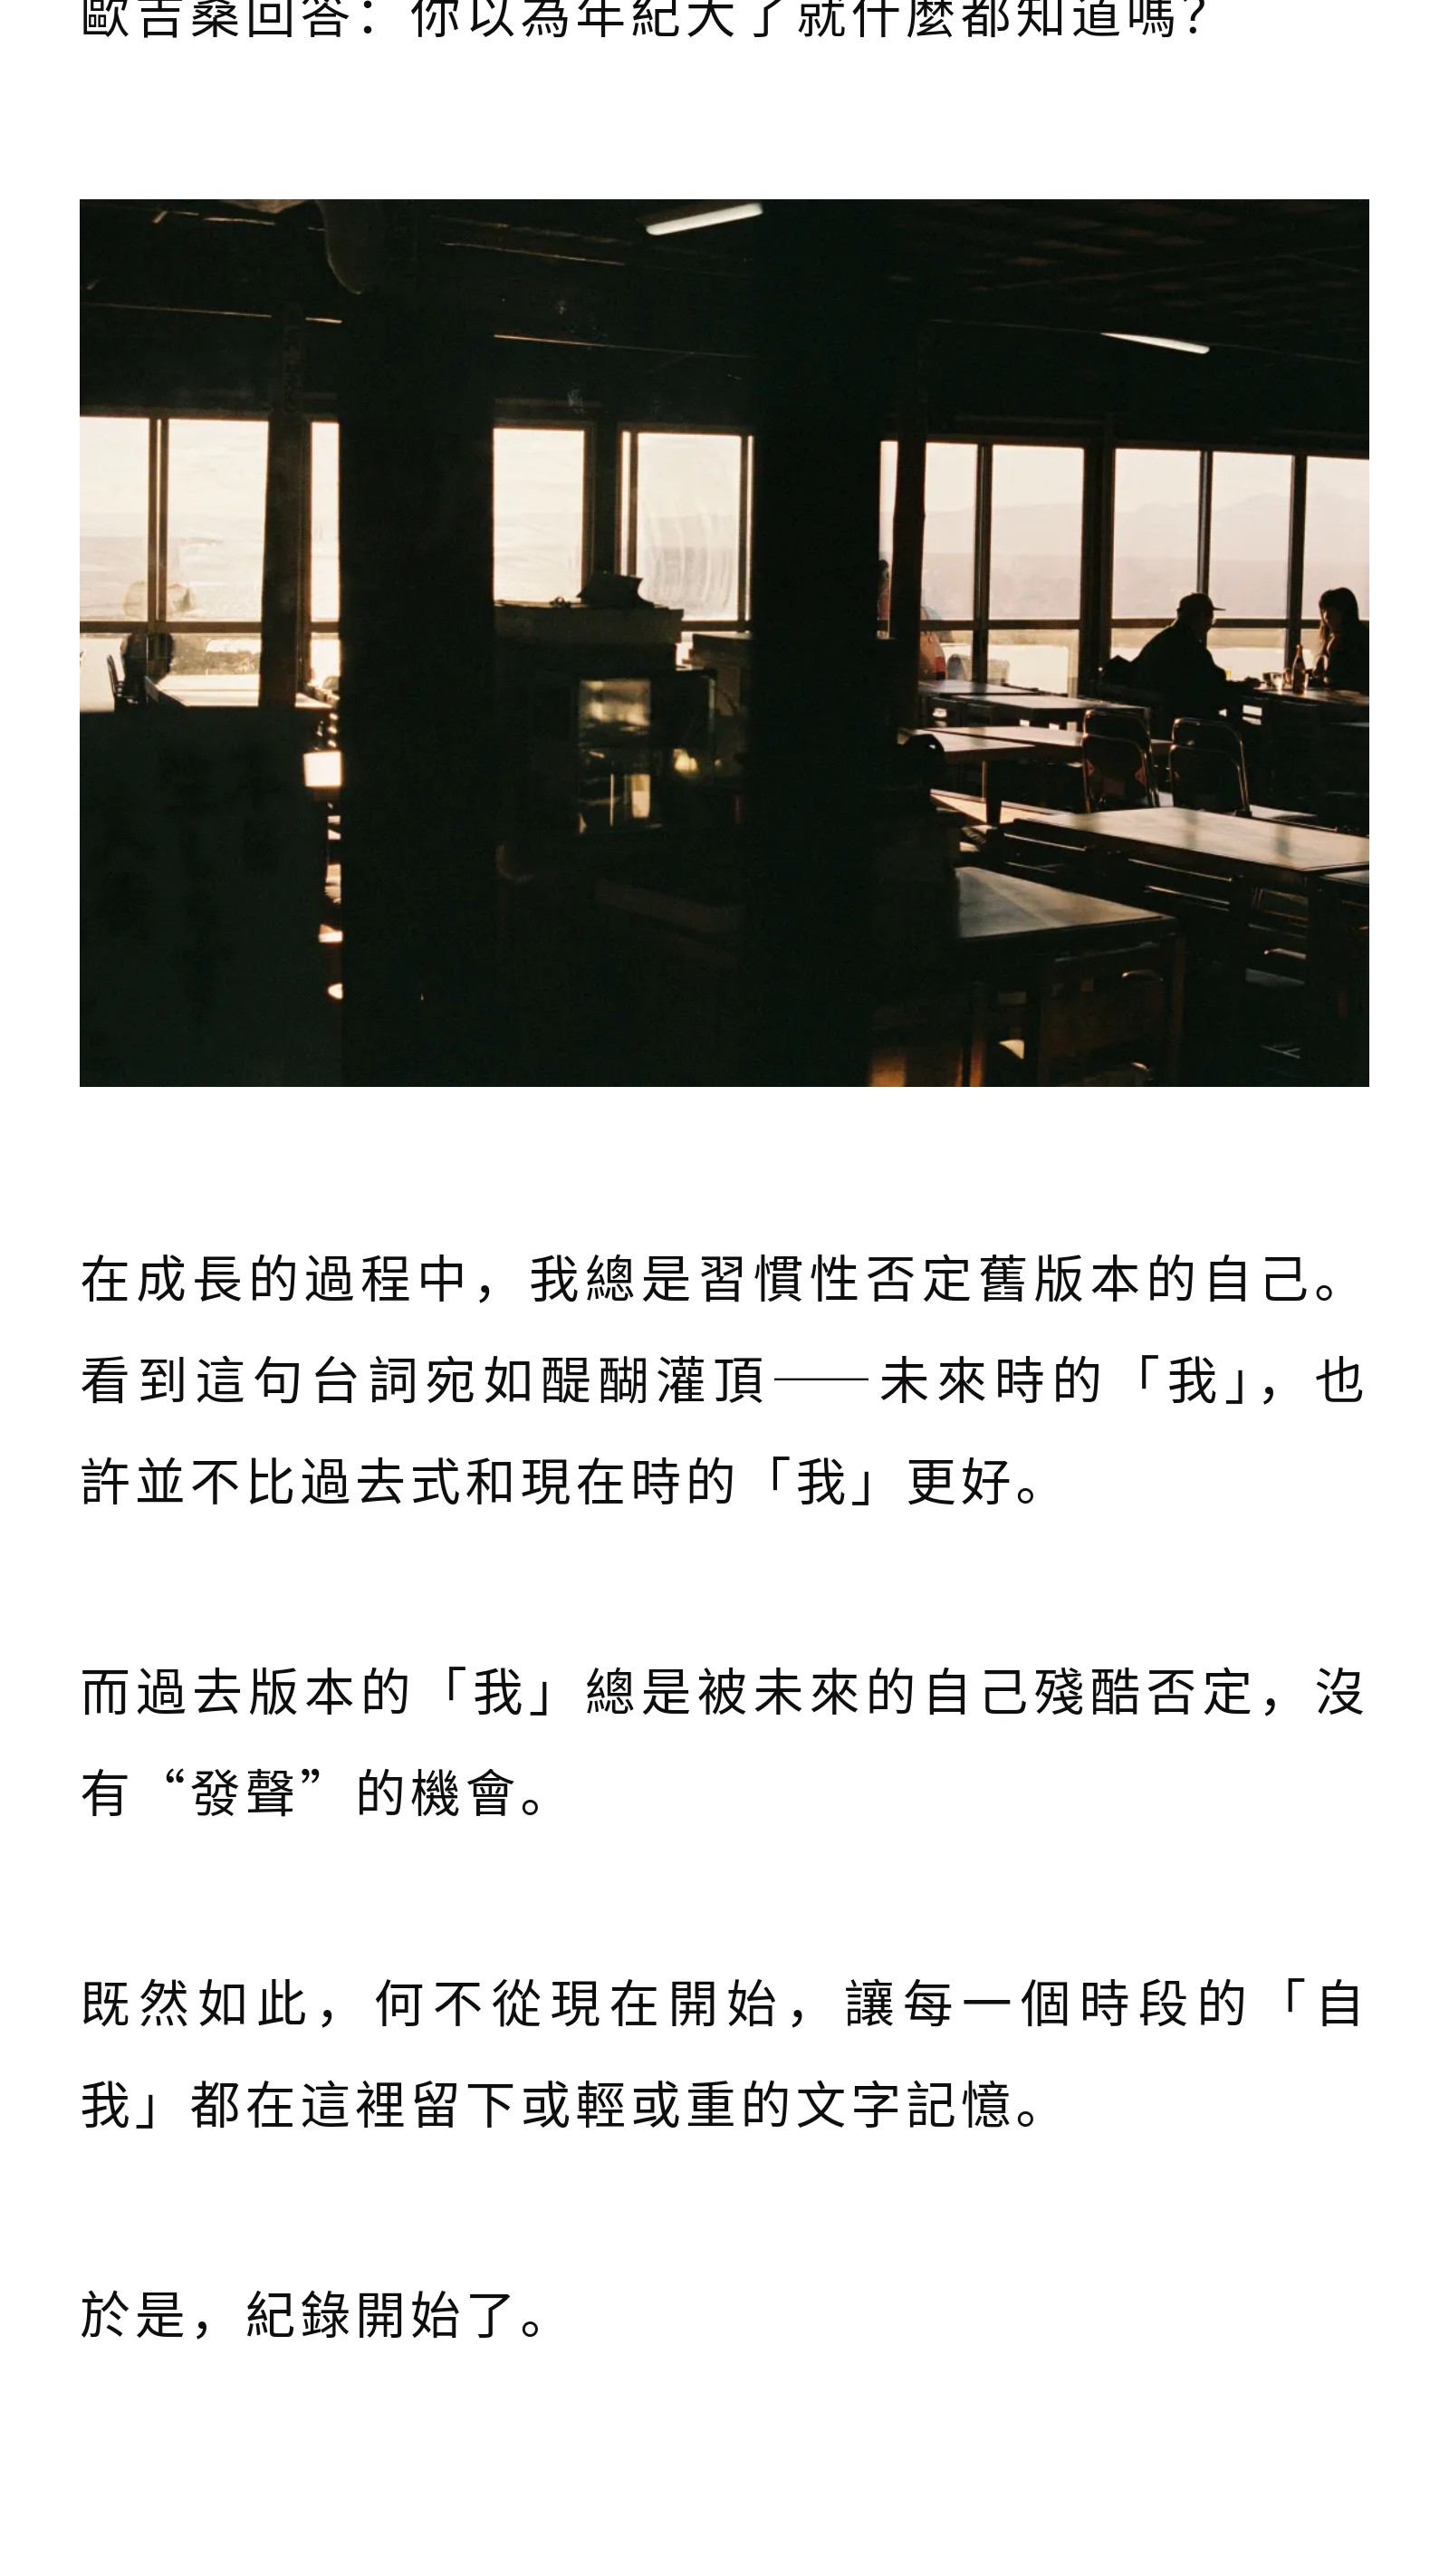 歐吉桑回答：你以為年紀大了就什麼都知道嗎？
在成長的過程中，我總是習慣性否定舊版本的自己。
看到這句台詞宛如醍醐灌頂——未來時的「我」，也
許並不比過去式和現在時的「我」更好。
而過去版本的「我」總是被未來的自己殘酷否定，沒
有“發聲”的機會。
既然如此，何不從現在開始，讓每一個時段的「自
我」都在這裡留下或輕或重的文字記憶。
於是，紀錄開始了。